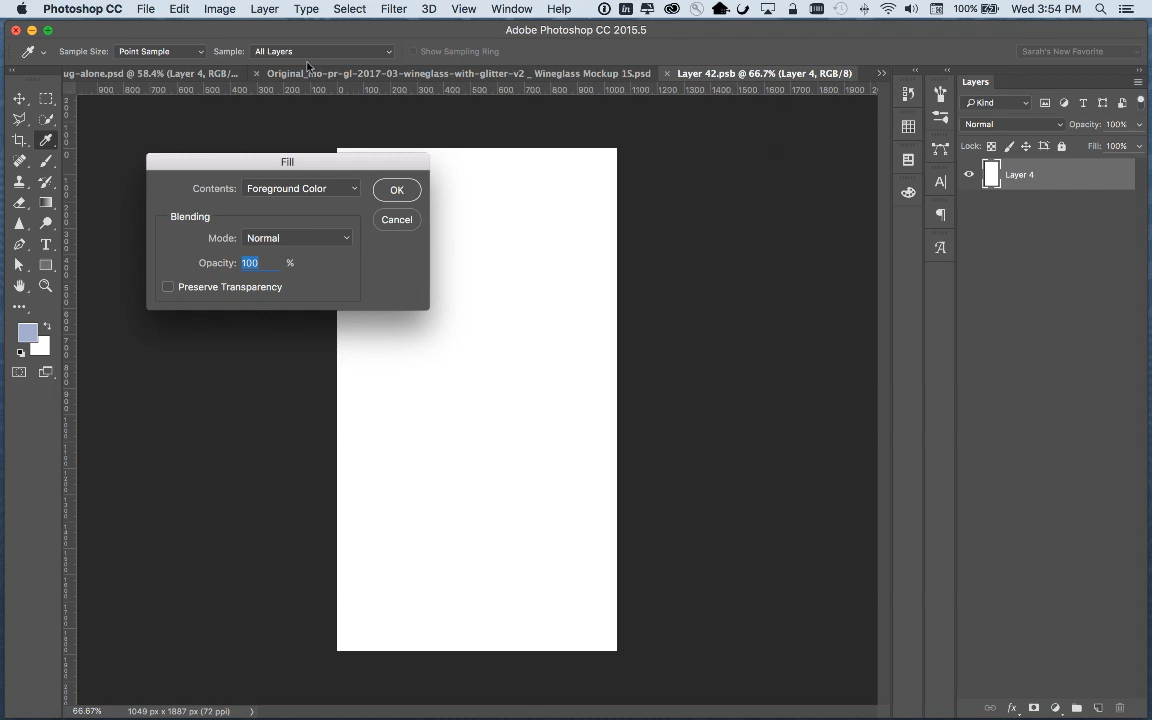 Photoshop CC File Edit Image Layer Type Select Filter 3D View Window Help 100% Wed 3:54 PM
Adobe Photoshop CC 2015.5
Sample Size: Point Sample Sample: All Layers Show Sampling Ring Sarah's New Favorite
ug-alone.psd @ 58.4% (Layer 4, RGB/... Original_mo-pr-gl-2017-03-wineglass-with-glitter-v2 _ Wineglass Mockup 15.psd Layer 42.psb @ 66.7% (Layer 4, RGB/8)
900 800 700 600 500 400 300 200 100 0 100 200 300 400 500 600 700 800 900 1000 1100 1200 1300 1400 1500 1600 1700 1800 1900
Layers
Kind
Normal Opacity: 100%
Lock: Fill: 100%
Layer 4
Fill
Contents: Foreground Color OK
Blending Cancel
Mode: Normal
Opacity: 100 %
Preserve Transparency
66.67% 1049 px x 1887 px (72 ppi)